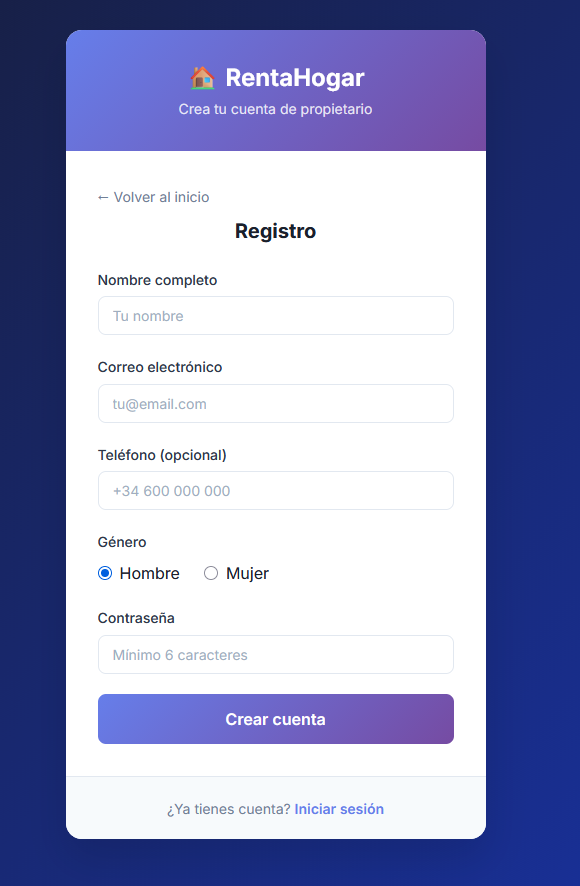 RentaHogar
Crea tu cuenta de propietario
← Volver al inicio
Registro
Nombre completo
Tu nombre
Correo electrónico
tu@email.com
Teléfono (opcional)
+34 600 000 000
Género
Hombre Mujer
Contraseña
Mínimo 6 caracteres
Crear cuenta
¿Ya tienes cuenta? Iniciar sesión